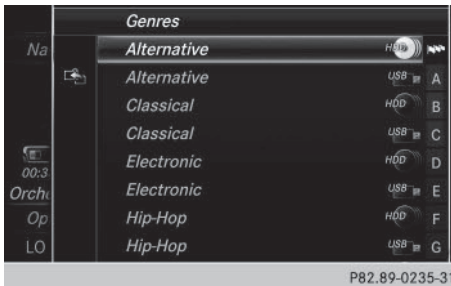 Genres
Na
Alternative HDD
Alternative USB A
Classical HDD B
Classical USB C
Electronic HDD D
00:3
Orche
Electronic USB E
Op
Hip-Hop HDD F
LO
Hip-Hop USB G
P82.89-0235-31